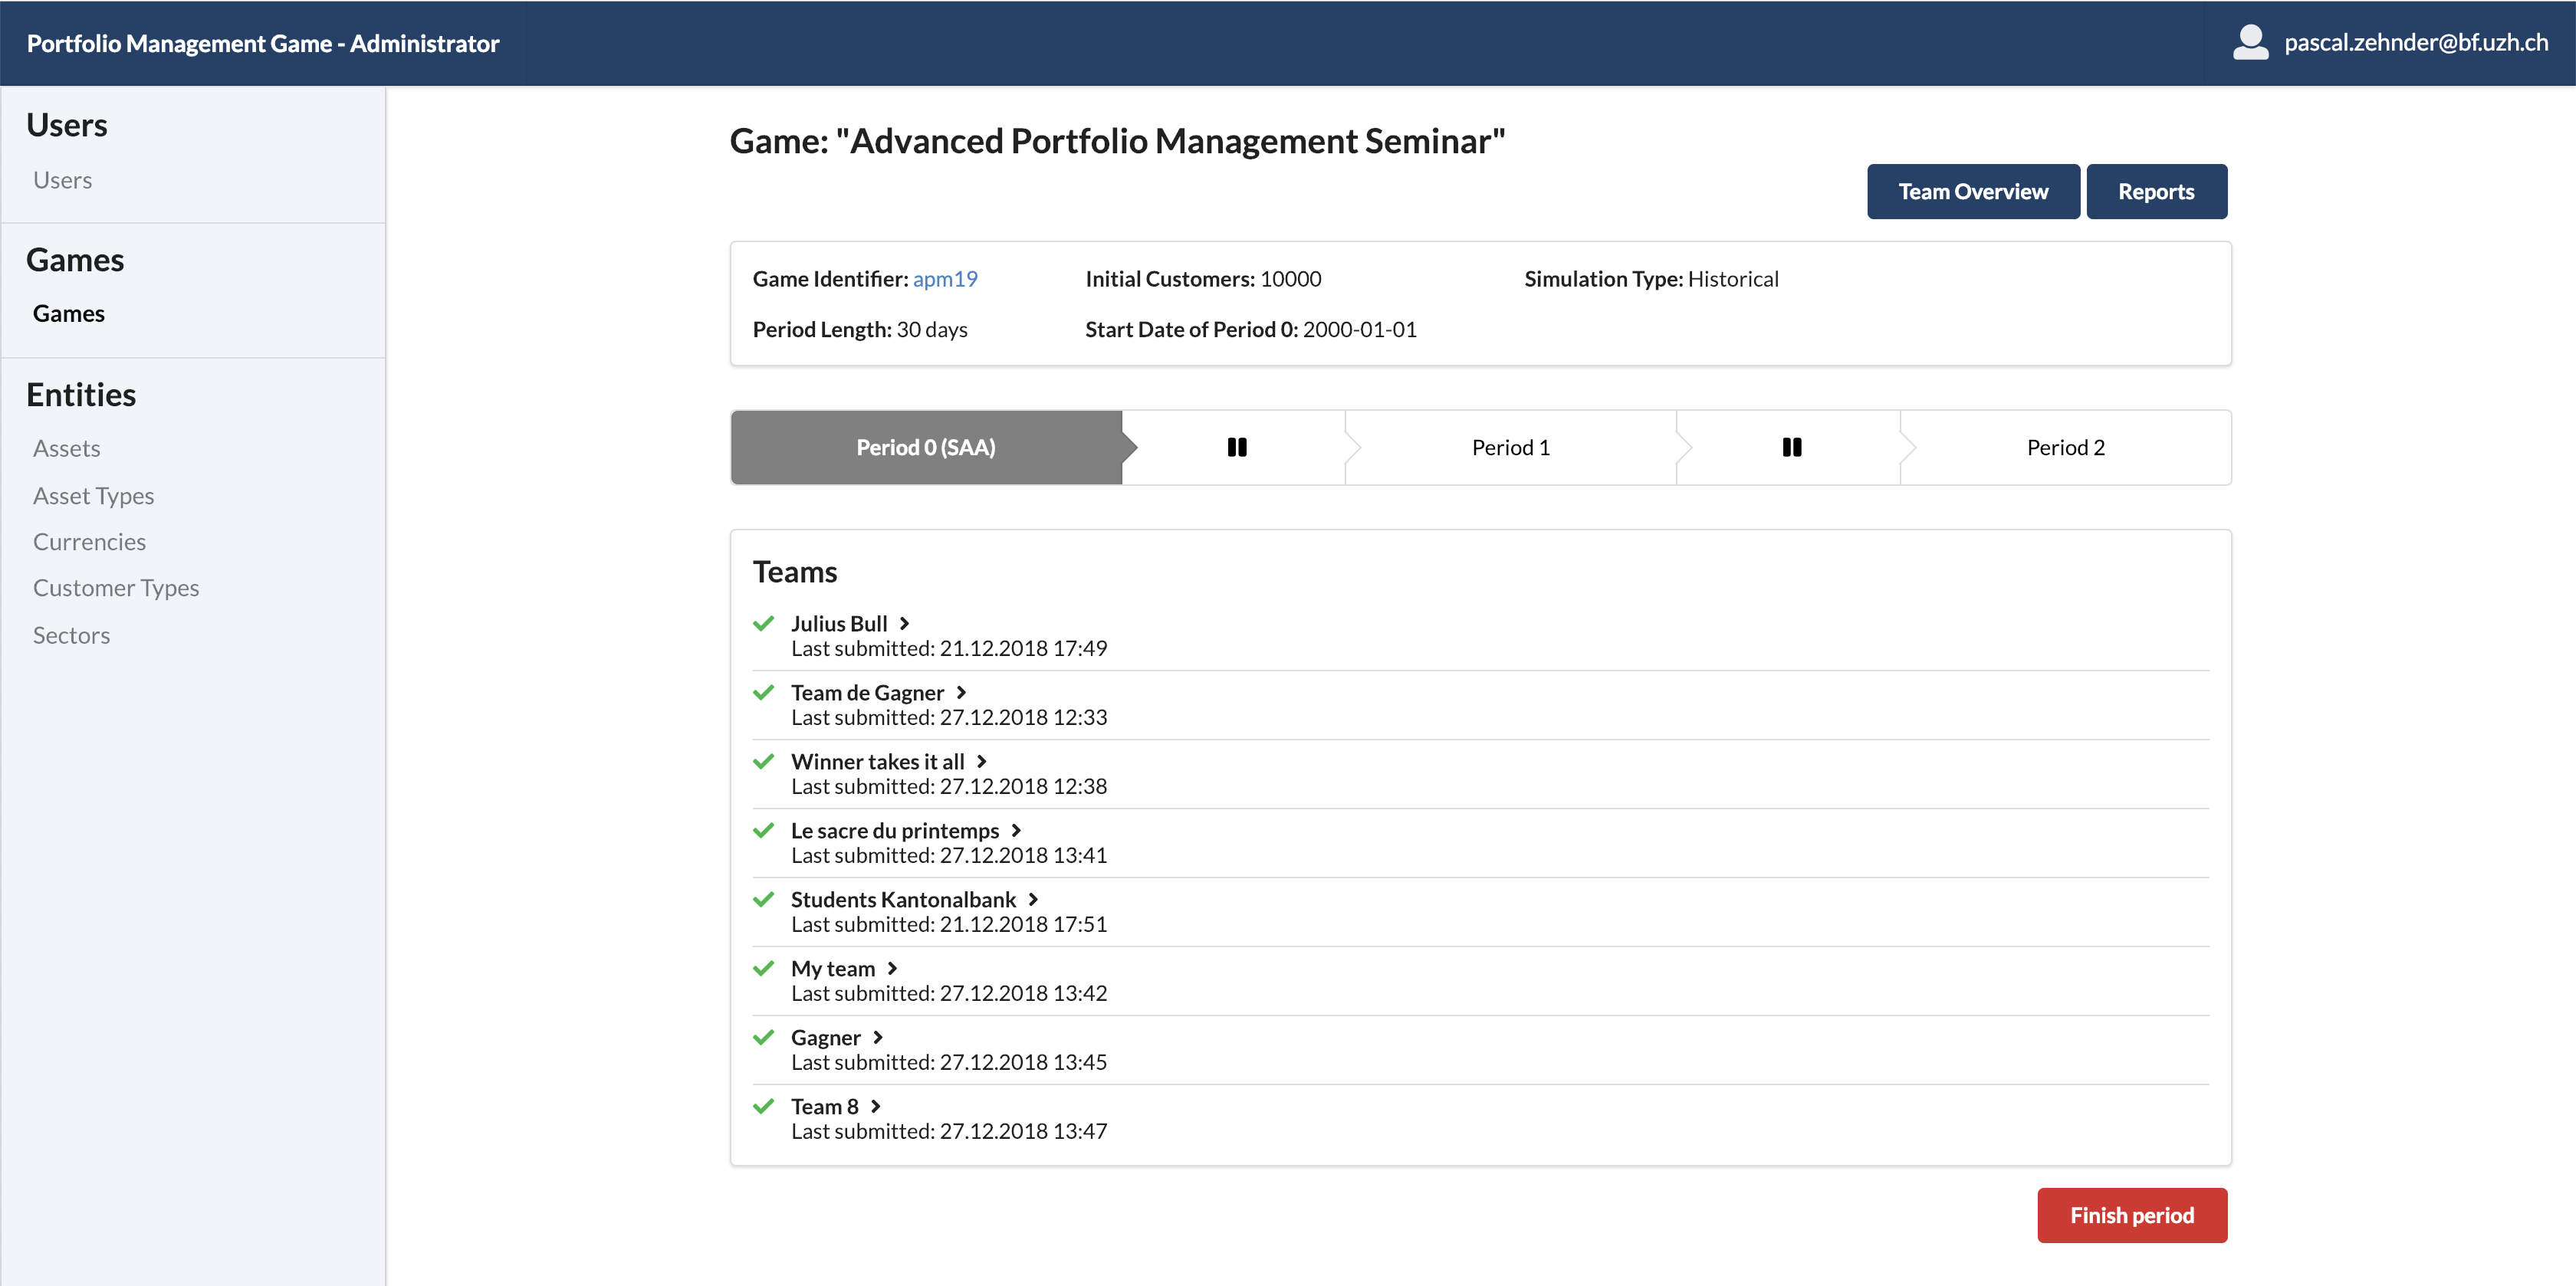 Portfolio Management Game - Administrator
pascal.zehnder@bf.uzh.ch
Users
Users
Games
Games
Entities
Assets
Asset Types
Currencies
Customer Types
Sectors
Game: "Advanced Portfolio Management Seminar"
Team Overview
Reports
Game Identifier: apm19
Initial Customers: 10000
Simulation Type: Historical
Period Length: 30 days
Start Date of Period 0: 2000-01-01
Period 0 (SAA)
Period 1
Period 2
Teams
Julius Bull
Last submitted: 21.12.2018 17:49
Team de Gagner
Last submitted: 27.12.2018 12:33
Winner takes it all
Last submitted: 27.12.2018 12:38
Le sacre du printemps
Last submitted: 27.12.2018 13:41
Students Kantonalbank
Last submitted: 21.12.2018 17:51
My team
Last submitted: 27.12.2018 13:42
Gagner
Last submitted: 27.12.2018 13:45
Team 8
Last submitted: 27.12.2018 13:47
Finish period